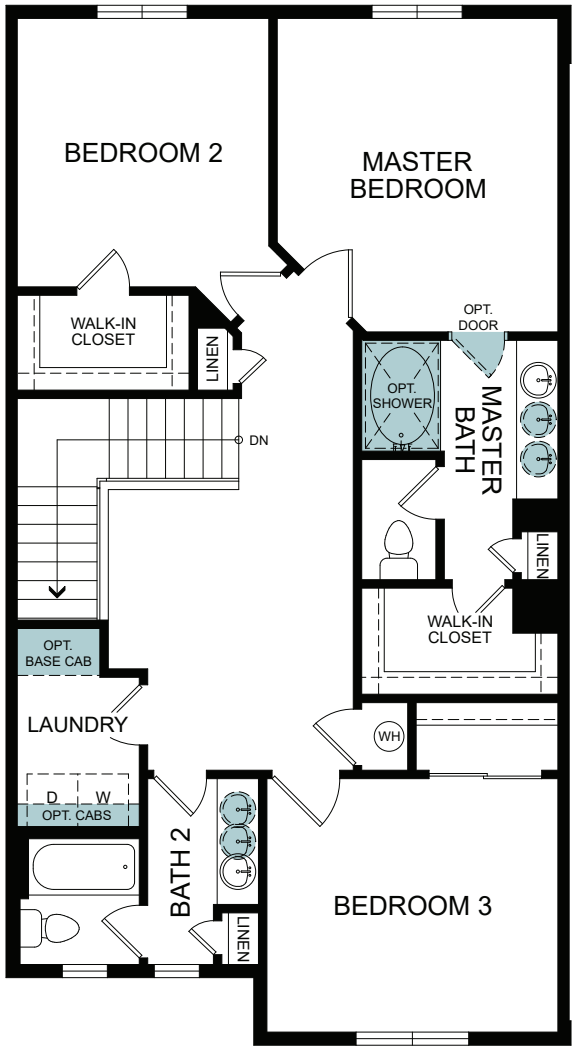 BEDROOM 2
MASTER
BEDROOM
WALK-IN
CLOSET
LINEN
OPT.
DOOR
OPT.
SHOWER
MASTER
BATH
DN
LINEN
WALK-IN
CLOSET
OPT.
BASE CAB
LAUNDRY
WH
D
W
OPT. CABS
BATH 2
LINEN
BEDROOM 3